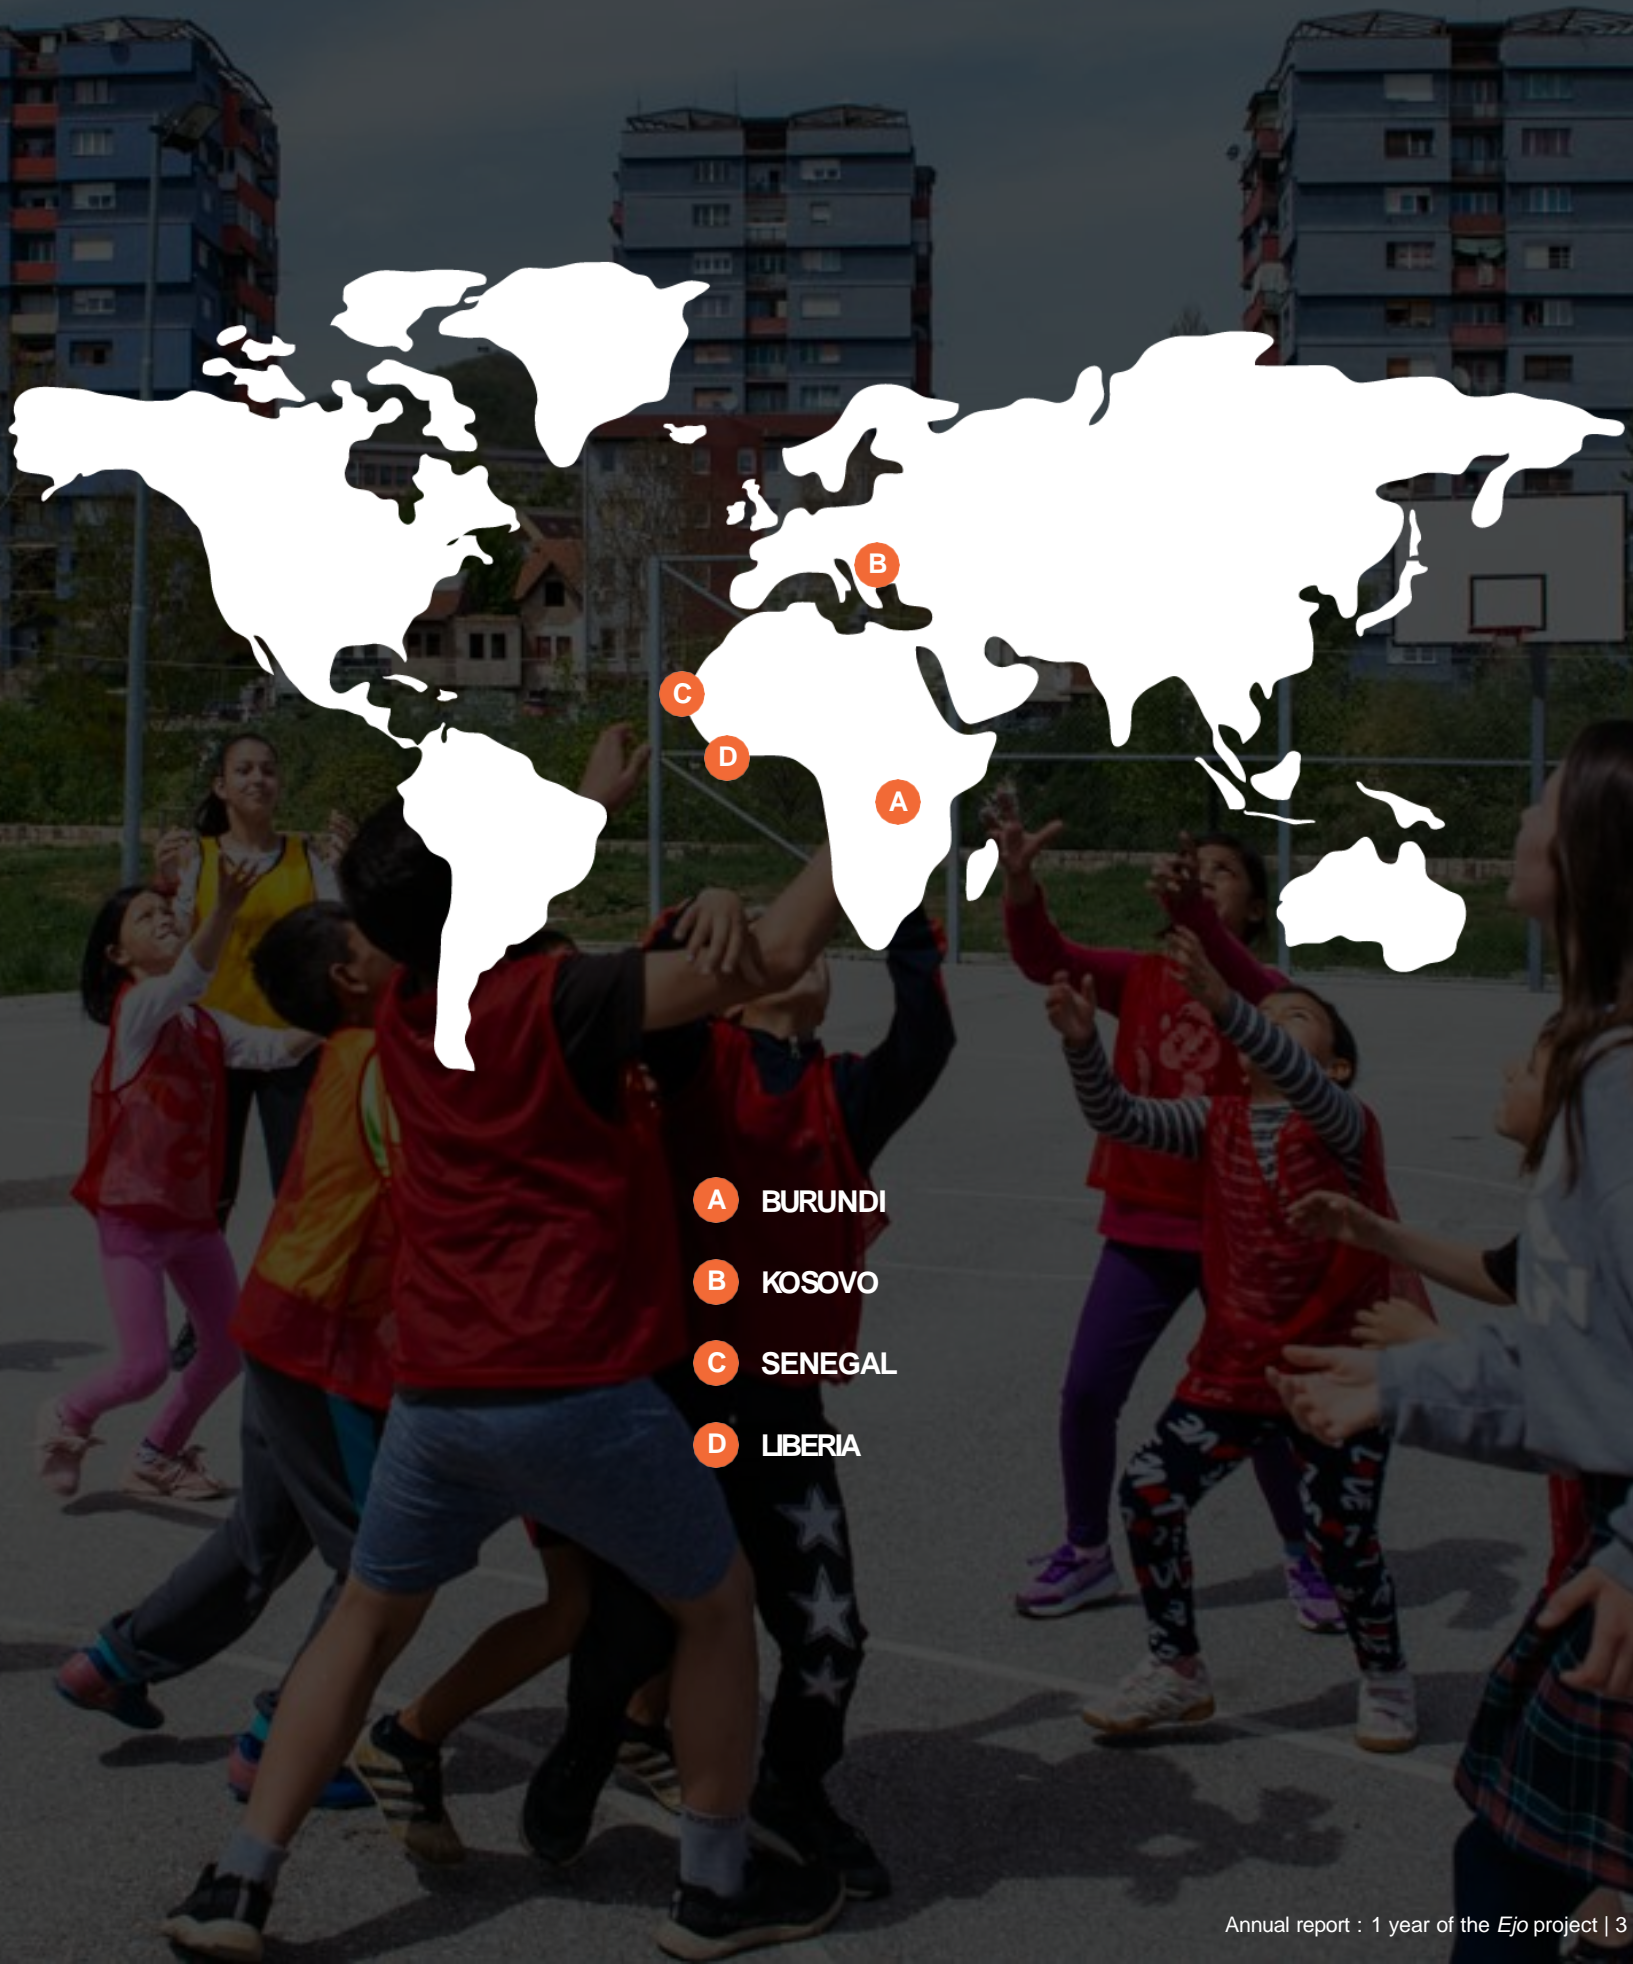 B
C
D
A
A BURUNDI
B KOSOVO
C SENEGAL
D LIBERIA
Annual report : 1 year of the Ejo project | 3